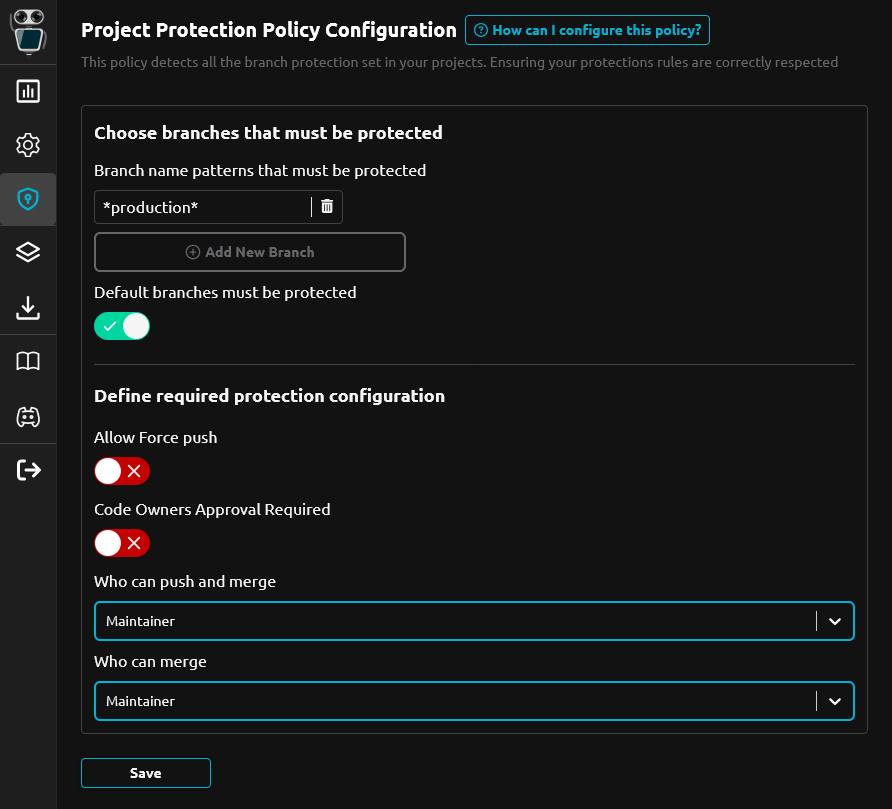 Project Protection Policy Configuration
How can I configure this policy?
This policy detects all the branch protection set in your projects. Ensuring your protections rules are correctly respected
Choose branches that must be protected
Branch name patterns that must be protected
*production*
Add New Branch
Default branches must be protected
Define required protection configuration
Allow Force push
Code Owners Approval Required
Who can push and merge
Maintainer
Who can merge
Maintainer
Save